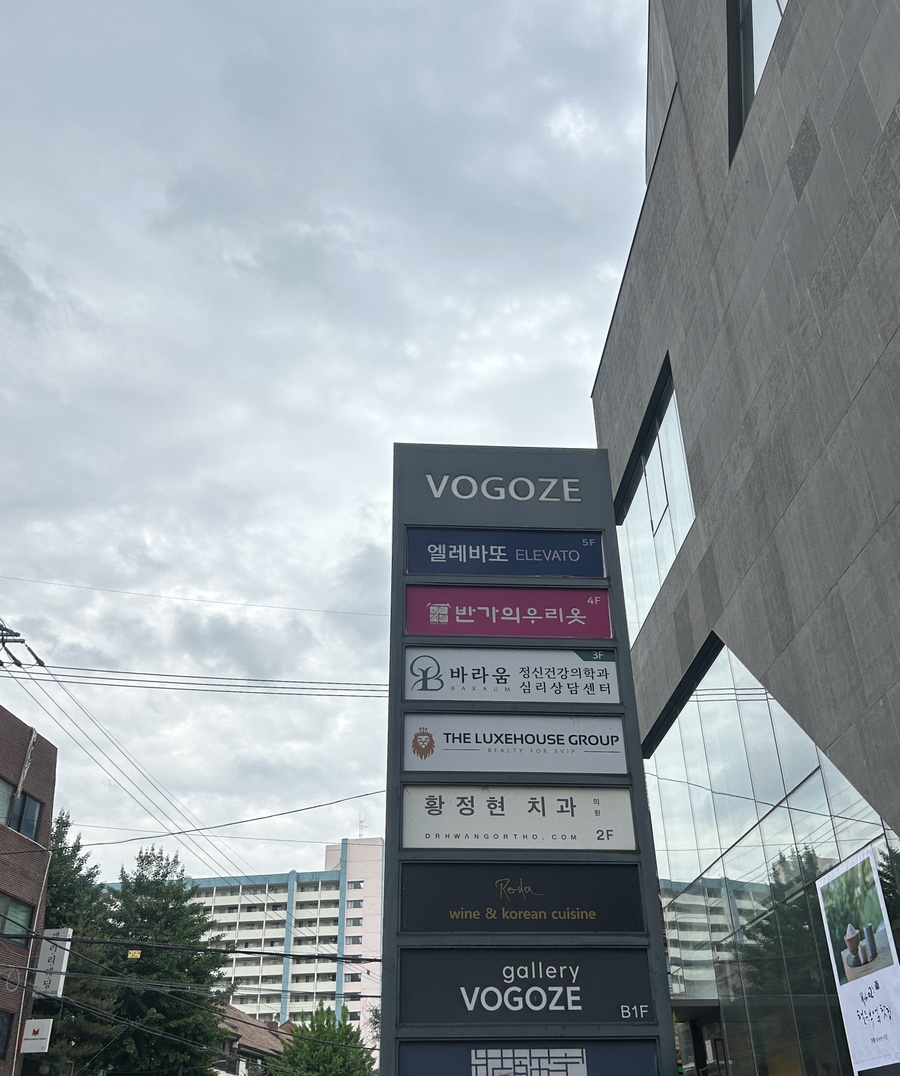 VOGOZE
엘레바또 ELEVATO 5F
반가의우리옷 4F
3F
바라움 정신건강의학과
BARAUM 심리상담센터
THE LUXEHOUSE GROUP
REALTY FOR SVIP
황정현 치과 의원
DRHWANGORTHO.COM 2F
Roda
wine & korean cuisine
gallery
VOGOZE B1F